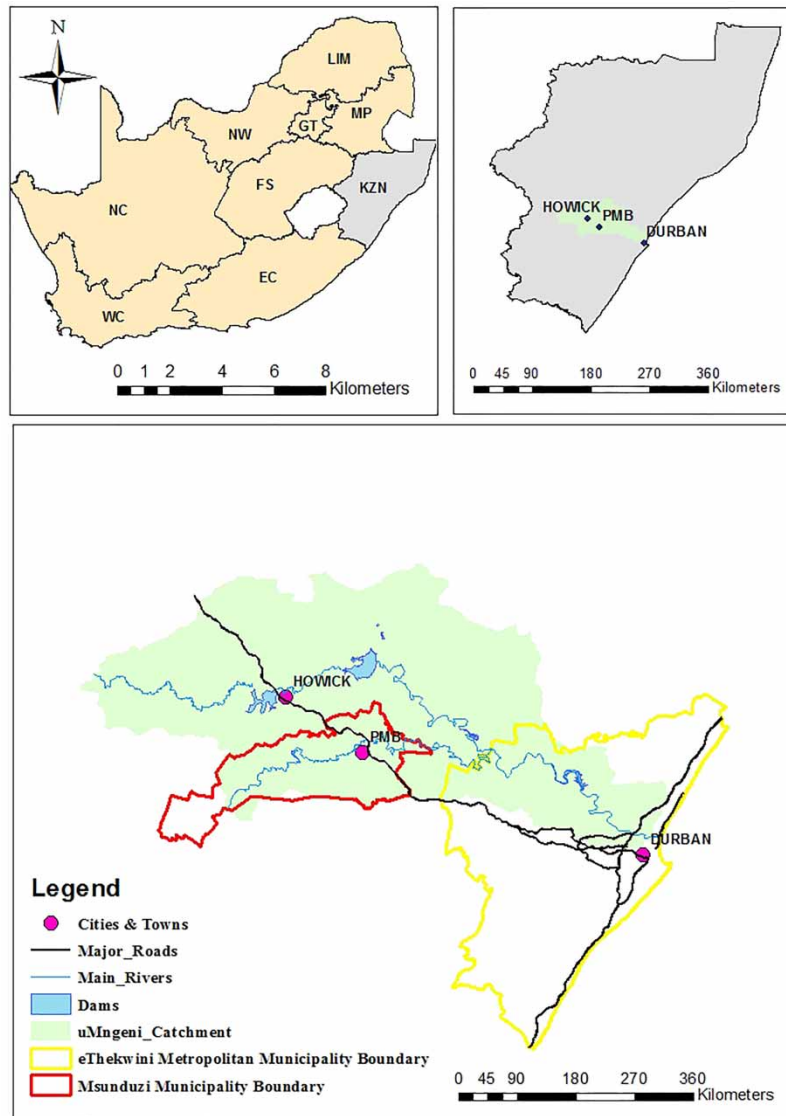 N
LIM
MP
GT
NW
FS
KZN
NC
EC
WC
0 1 2 4 6 8
Kilometers
HOWICK
PMB
DURBAN
0 45 90 180 270 360
Kilometers
HOWICK
PMB
DURBAN
Legend
Cities & Towns
Major_Roads
Main_Rivers
Dams
uMngeni_Catchment
eThekwini Metropolitan Municipality Boundary
Msunduzi Municipality Boundary
0 45 90 180 270 360
Kilometers